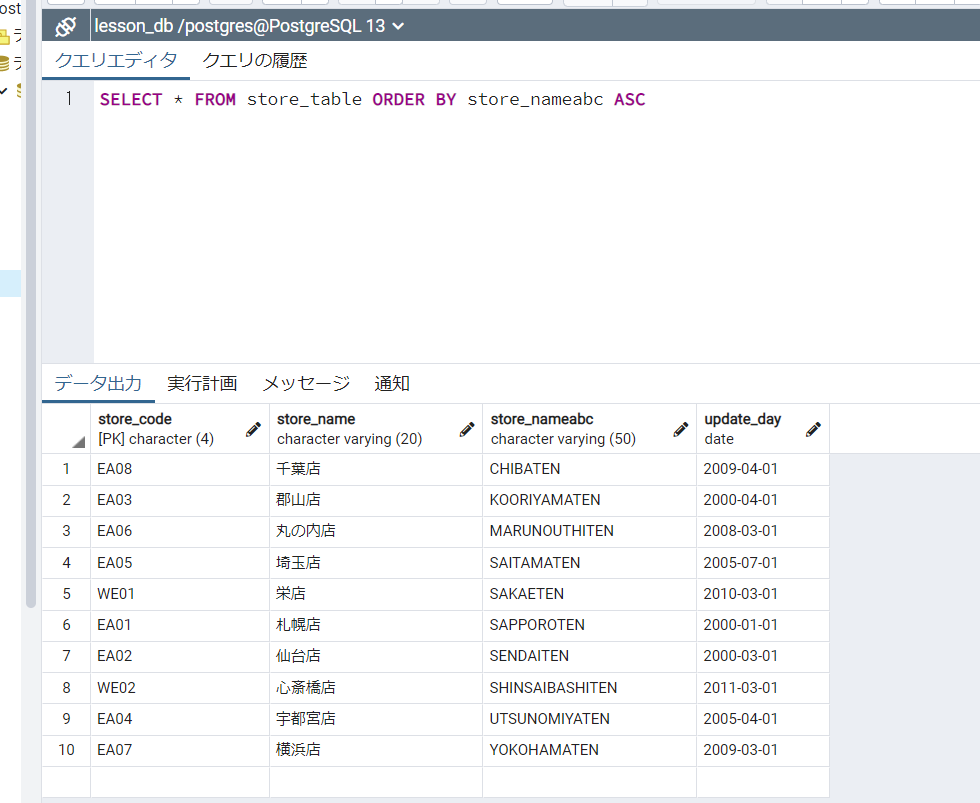 ost
lesson_db /postgres@PostgreSQL 13
クエリエディタ クエリの履歴
1 SELECT * FROM store_table ORDER BY store_nameabc ASC
データ出力 実行計画 メッセージ 通知
store_code store_name store_nameabc update_day
[PK] character (4) character varying (20) character varying (50) date
1 EA08 千葉店 CHIBATEN 2009-04-01
2 EA03 郡山店 KOORIYAMATEN 2000-04-01
3 EA06 丸の内店 MARUNOUTHITEN 2008-03-01
4 EA05 埼玉店 SAITAMATEN 2005-07-01
5 WE01 栄店 SAKAETEN 2010-03-01
6 EA01 札幌店 SAPPOROTEN 2000-01-01
7 EA02 仙台店 SENDAITEN 2000-03-01
8 WE02 心斎橋店 SHINSAIBASHITEN 2011-03-01
9 EA04 宇都宮店 UTSUNOMIYATEN 2005-04-01
10 EA07 横浜店 YOKOHAMATEN 2009-03-01